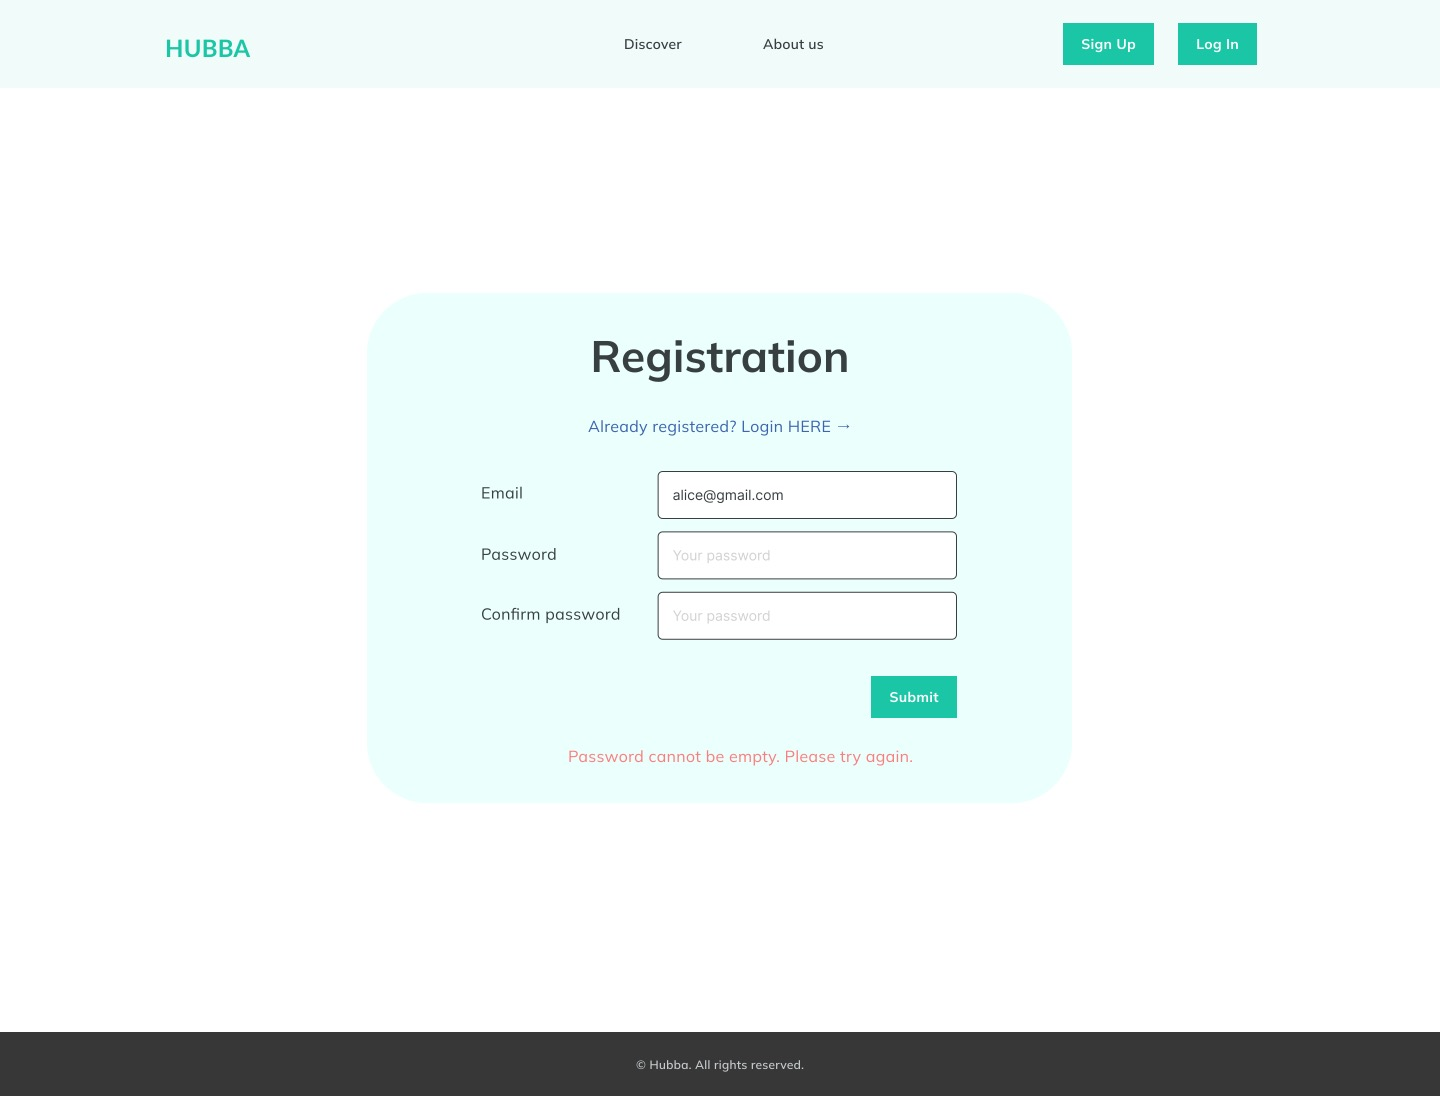 HUBBA
Discover
About us
Sign Up
Log In
Registration
Already registered? Login HERE →
Email
alice@gmail.com
Password
Your password
Confirm password
Your password
Submit
Password cannot be empty. Please try again.
© Hubba. All rights reserved.